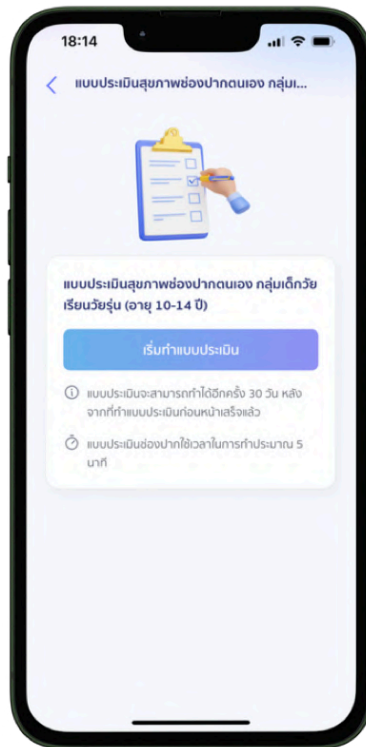 18:14
แบบประเมินสุขภาพช่องปากตนเอง กลุ่มเ...
แบบประเมินสุขภาพช่องปากตนเอง กลุ่มเด็กวัย
เรียนวัยรุ่น (อายุ 10-14 ปี)
เริ่มทำแบบประเมิน
แบบประเมินจะสามารถทำได้อีกครั้ง 30 วัน หลัง
จากที่ทำแบบประเมินก่อนหน้าเสร็จแล้ว
แบบประเมินช่องปากใช้เวลาในการทำประมาณ 5
นาที